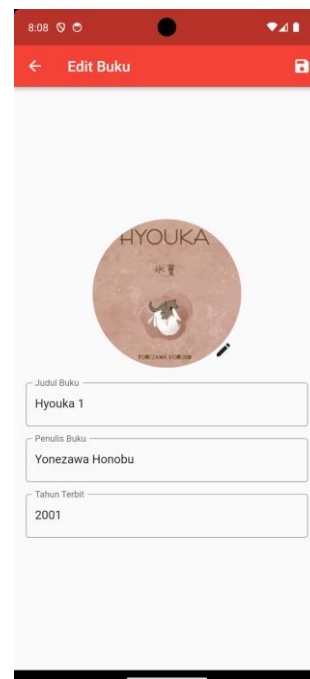 8:08
Edit Buku
HYOUKA
氷菓
YONEZAWA HONOBU
Judul Buku
Hyouka 1
Penulis Buku
Yonezawa Honobu
Tahun Terbit
2001